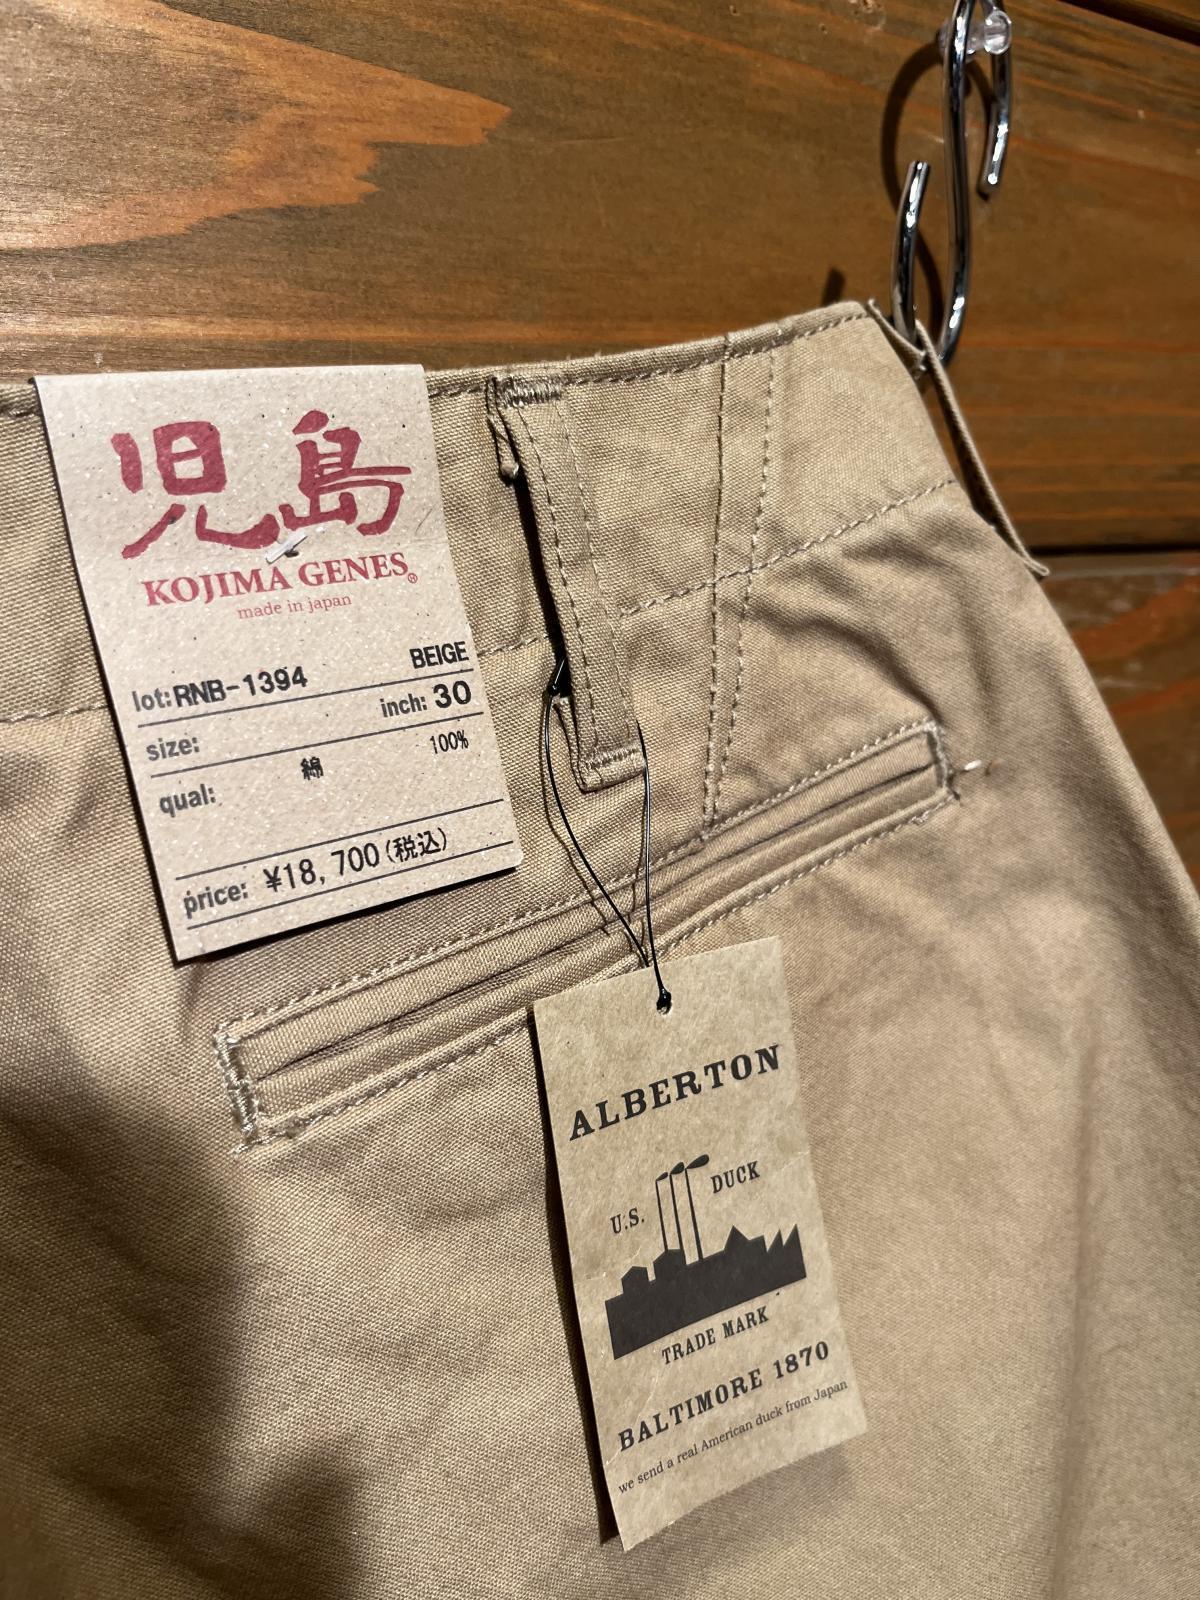 児島
KOJIMA GENES®
made in japan
lot: RNB-1394 BEIGE
size: inch: 30
qual: 綿 100%
price: ¥18,700(税込)
ALBERTON
U.S. DUCK
TRADE MARK
BALTIMORE 1870
we send a real American duck from Japan